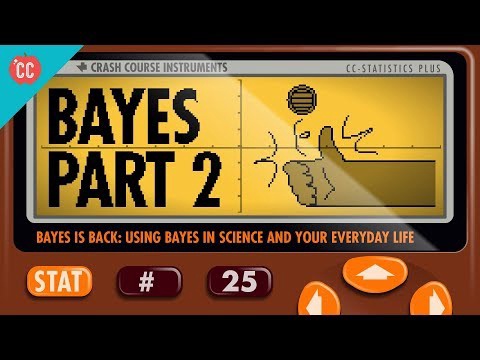 CC
CRASH COURSE INSTRUMENTS
CC-STATISTICS PLUS
BAYES
PART 2
BAYES IS BACK: USING BAYES IN SCIENCE AND YOUR EVERYDAY LIFE
STAT
#
25